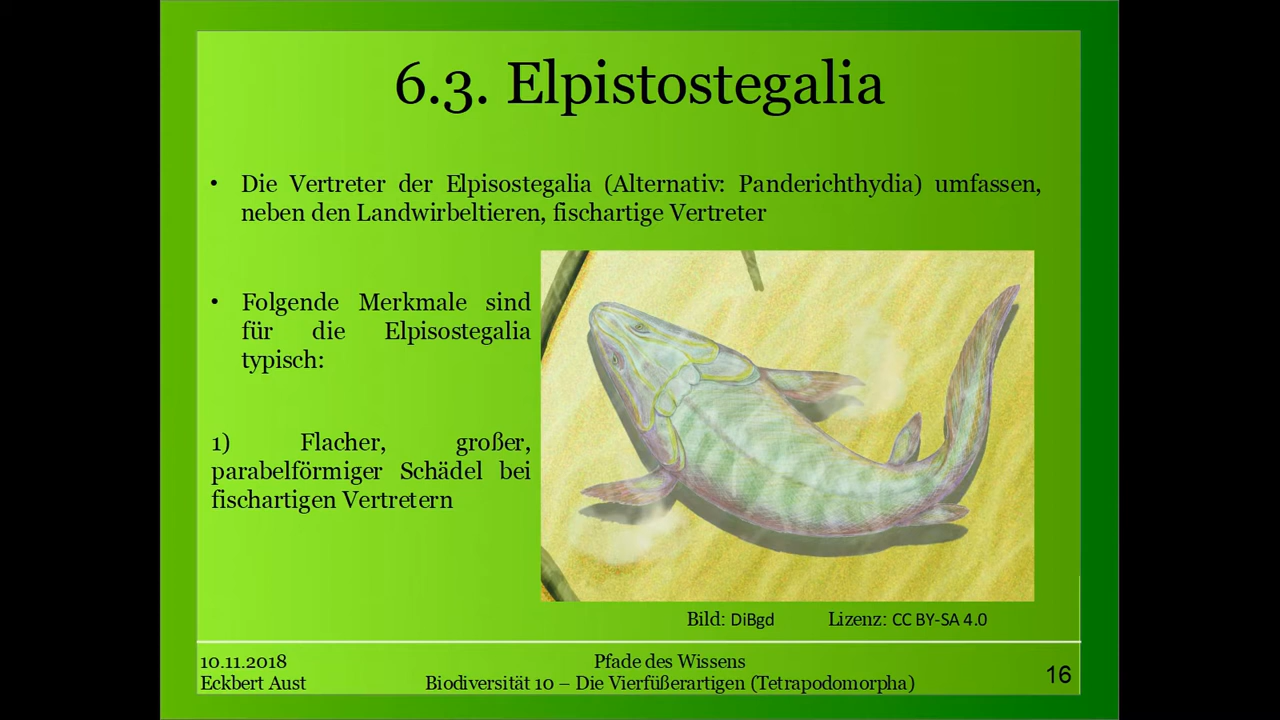 6.3. Elpistostegalia
• Die Vertreter der Elpisostegalia (Alternativ: Panderichthydia) umfassen,
neben den Landwirbeltieren, fischartige Vertreter
• Folgende Merkmale sind
für die Elpisostegalia
typisch:
1) Flacher, großer,
parabelförmiger Schädel bei
fischartigen Vertretern
Bild: DiBgd Lizenz: CC BY-SA 4.0
10.11.2018
Eckbert Aust
Pfade des Wissens
Biodiversität 10 – Die Vierfüßerartigen (Tetrapodomorpha)
16